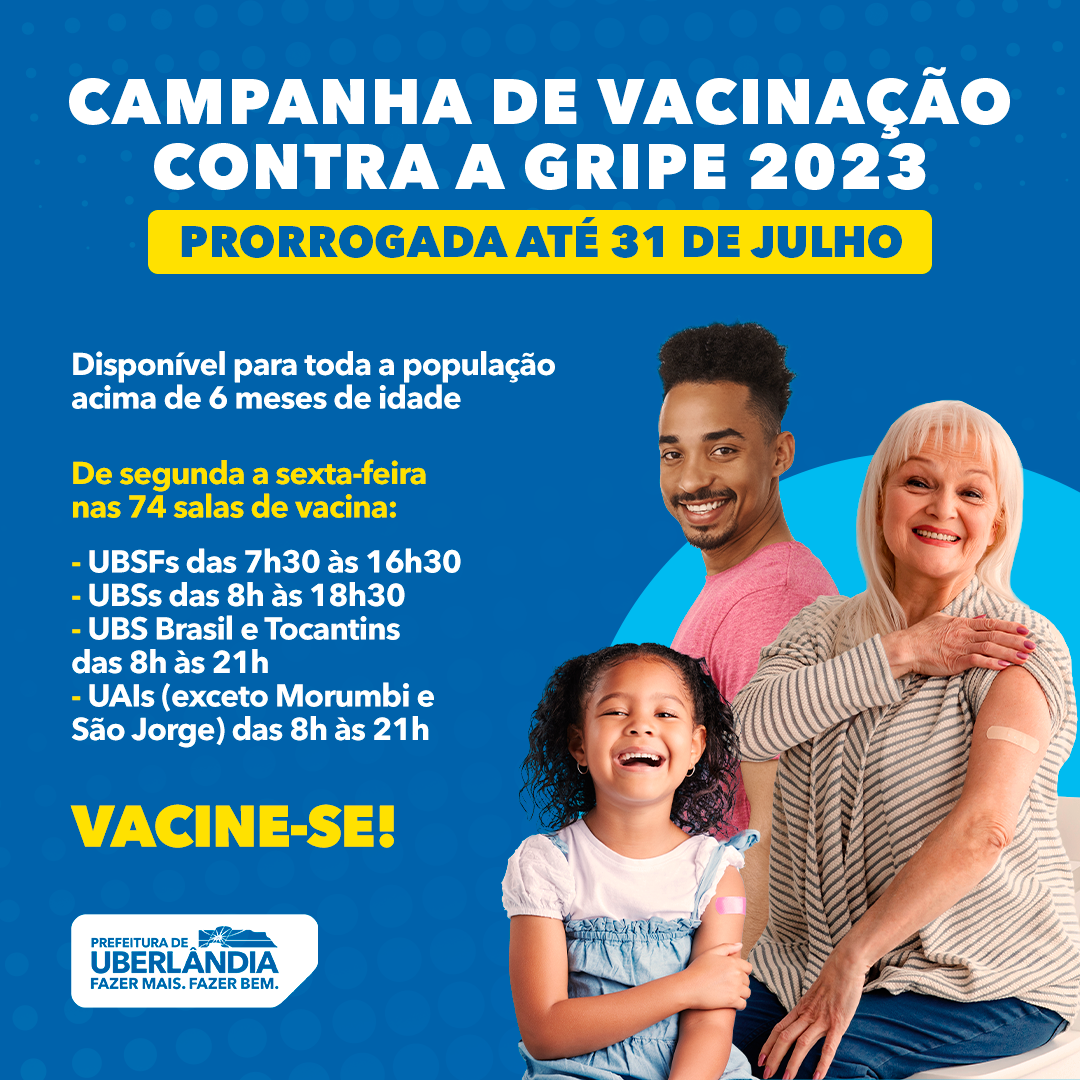 CAMPANHA DE VACINAÇÃO
CONTRA A GRIPE 2023
PRORROGADA ATÉ 31 DE JULHO
Disponível para toda a população
acima de 6 meses de idade
De segunda a sexta-feira
nas 74 salas de vacina:
- UBSFs das 7h30 às 16h30
- UBSs das 8h às 18h30
- UBS Brasil e Tocantins
das 8h às 21h
- UAIs (exceto Morumbi e
São Jorge) das 8h às 21h
VACINE-SE!
PREFEITURA DE
UBERLÂNDIA
FAZER MAIS. FAZER BEM.